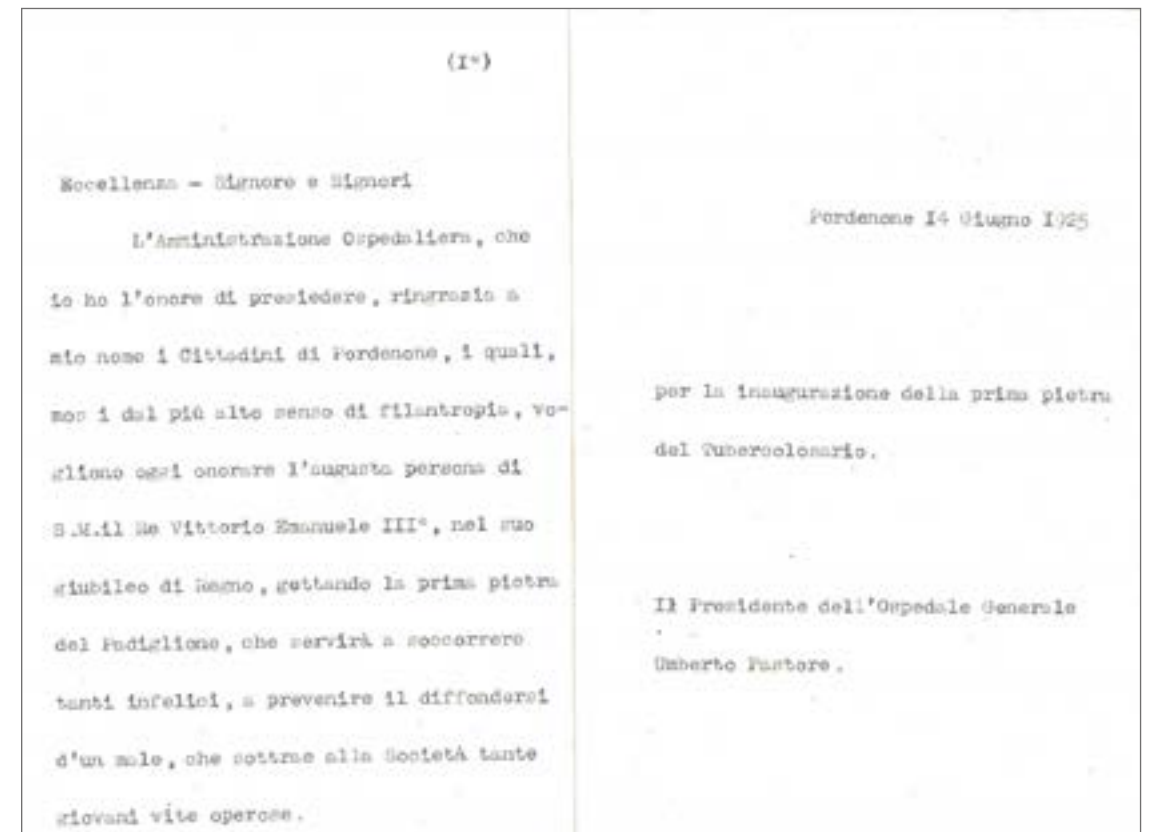 (I°)
Eccellenza - Signore e Signori
L'Amministrazione Ospedaliera, che
io ho l'onore di presiedere, ringrazia a
mio nome i Cittadini di Pordenone, i quali,
mossi dal più alto senso di filantropia, vo-
gliono oggi onorare l'augusta persona di
S.M.il Re Vittorio Emanuele III°, nel suo
giubileo di Regno, gettando la prima pietra
del Padiglione, che servirà a soccorrere
tanti infelici, a prevenire il diffondersi
d'un male, che sottrae alla Società tante
giovani vite operose.
Pordenone I4 Giugno I925
per la inaugurazione della prima pietra
del Tubercolosario.
Il Presidente dell'Ospedale Generale
Umberto Pastore.